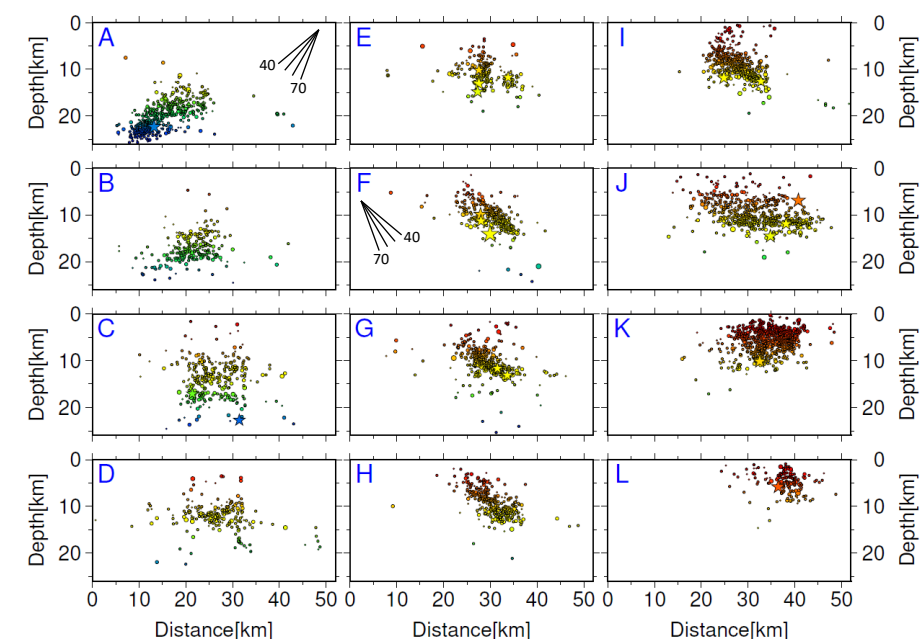 A E I
0 10 20 Depth[km] 40 70 0 10 20 Depth[km]
B F J
0 10 20 Depth[km] 40 70 0 10 20 Depth[km]
C G K
0 10 20 Depth[km] 0 10 20 Depth[km]
D H L
0 10 20 Depth[km] 0 10 20 Depth[km]
0 10 20 30 40 50 0 10 20 30 40 50 0 10 20 30 40 50
Distance[km] Distance[km] Distance[km]